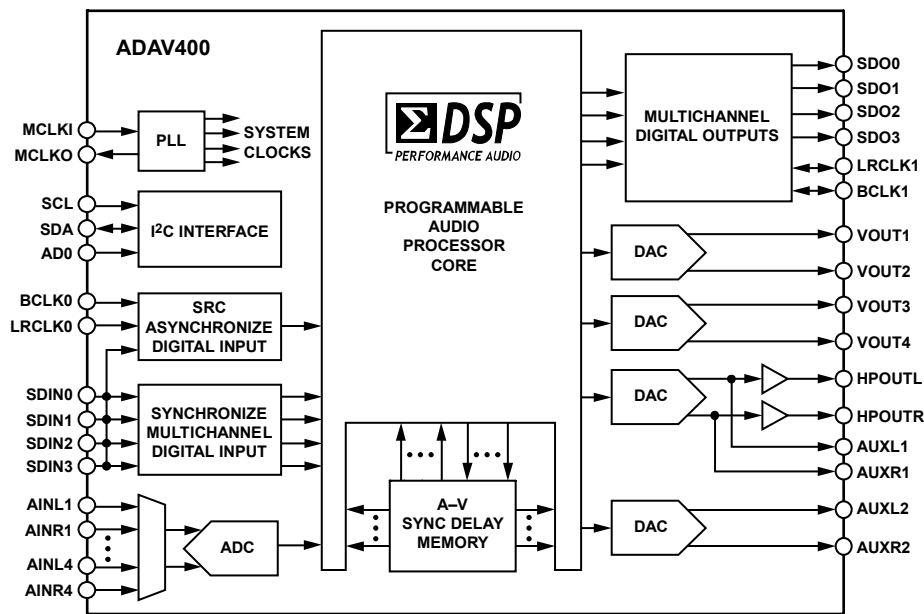 ADAV400
MCLKI
MCLKO
PLL
SYSTEM
CLOCKS
SCL
SDA
AD0
I²C INTERFACE
BCLK0
LRCLK0
SRC
ASYNCHRONIZE
DIGITAL INPUT
SDIN0
SDIN1
SDIN2
SDIN3
SYNCHRONIZE
MULTICHANNEL
DIGITAL INPUT
AINL1
AINR1
AINL4
AINR4
ADC
ΣDSP
PERFORMANCE AUDIO
PROGRAMMABLE
AUDIO
PROCESSOR
CORE
A–V
SYNC DELAY
MEMORY
MULTICHANNEL
DIGITAL OUTPUTS
SDO0
SDO1
SDO2
SDO3
LRCLK1
BCLK1
DAC
VOUT1
VOUT2
DAC
VOUT3
VOUT4
DAC
HPOUTL
HPOUTR
AUXL1
AUXR1
DAC
AUXL2
AUXR2